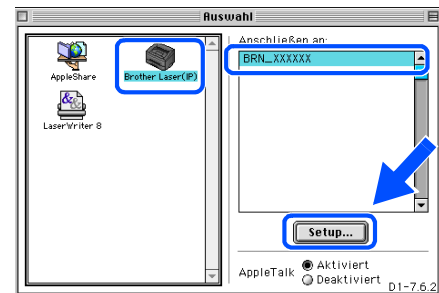 Auswahl
AppleShare
Brother Laser(IP)
LaserWriter 8
Anschließen an:
BRN_XXXXXX
Setup...
AppleTalk
Aktiviert
Deaktiviert
D1-7.6.2